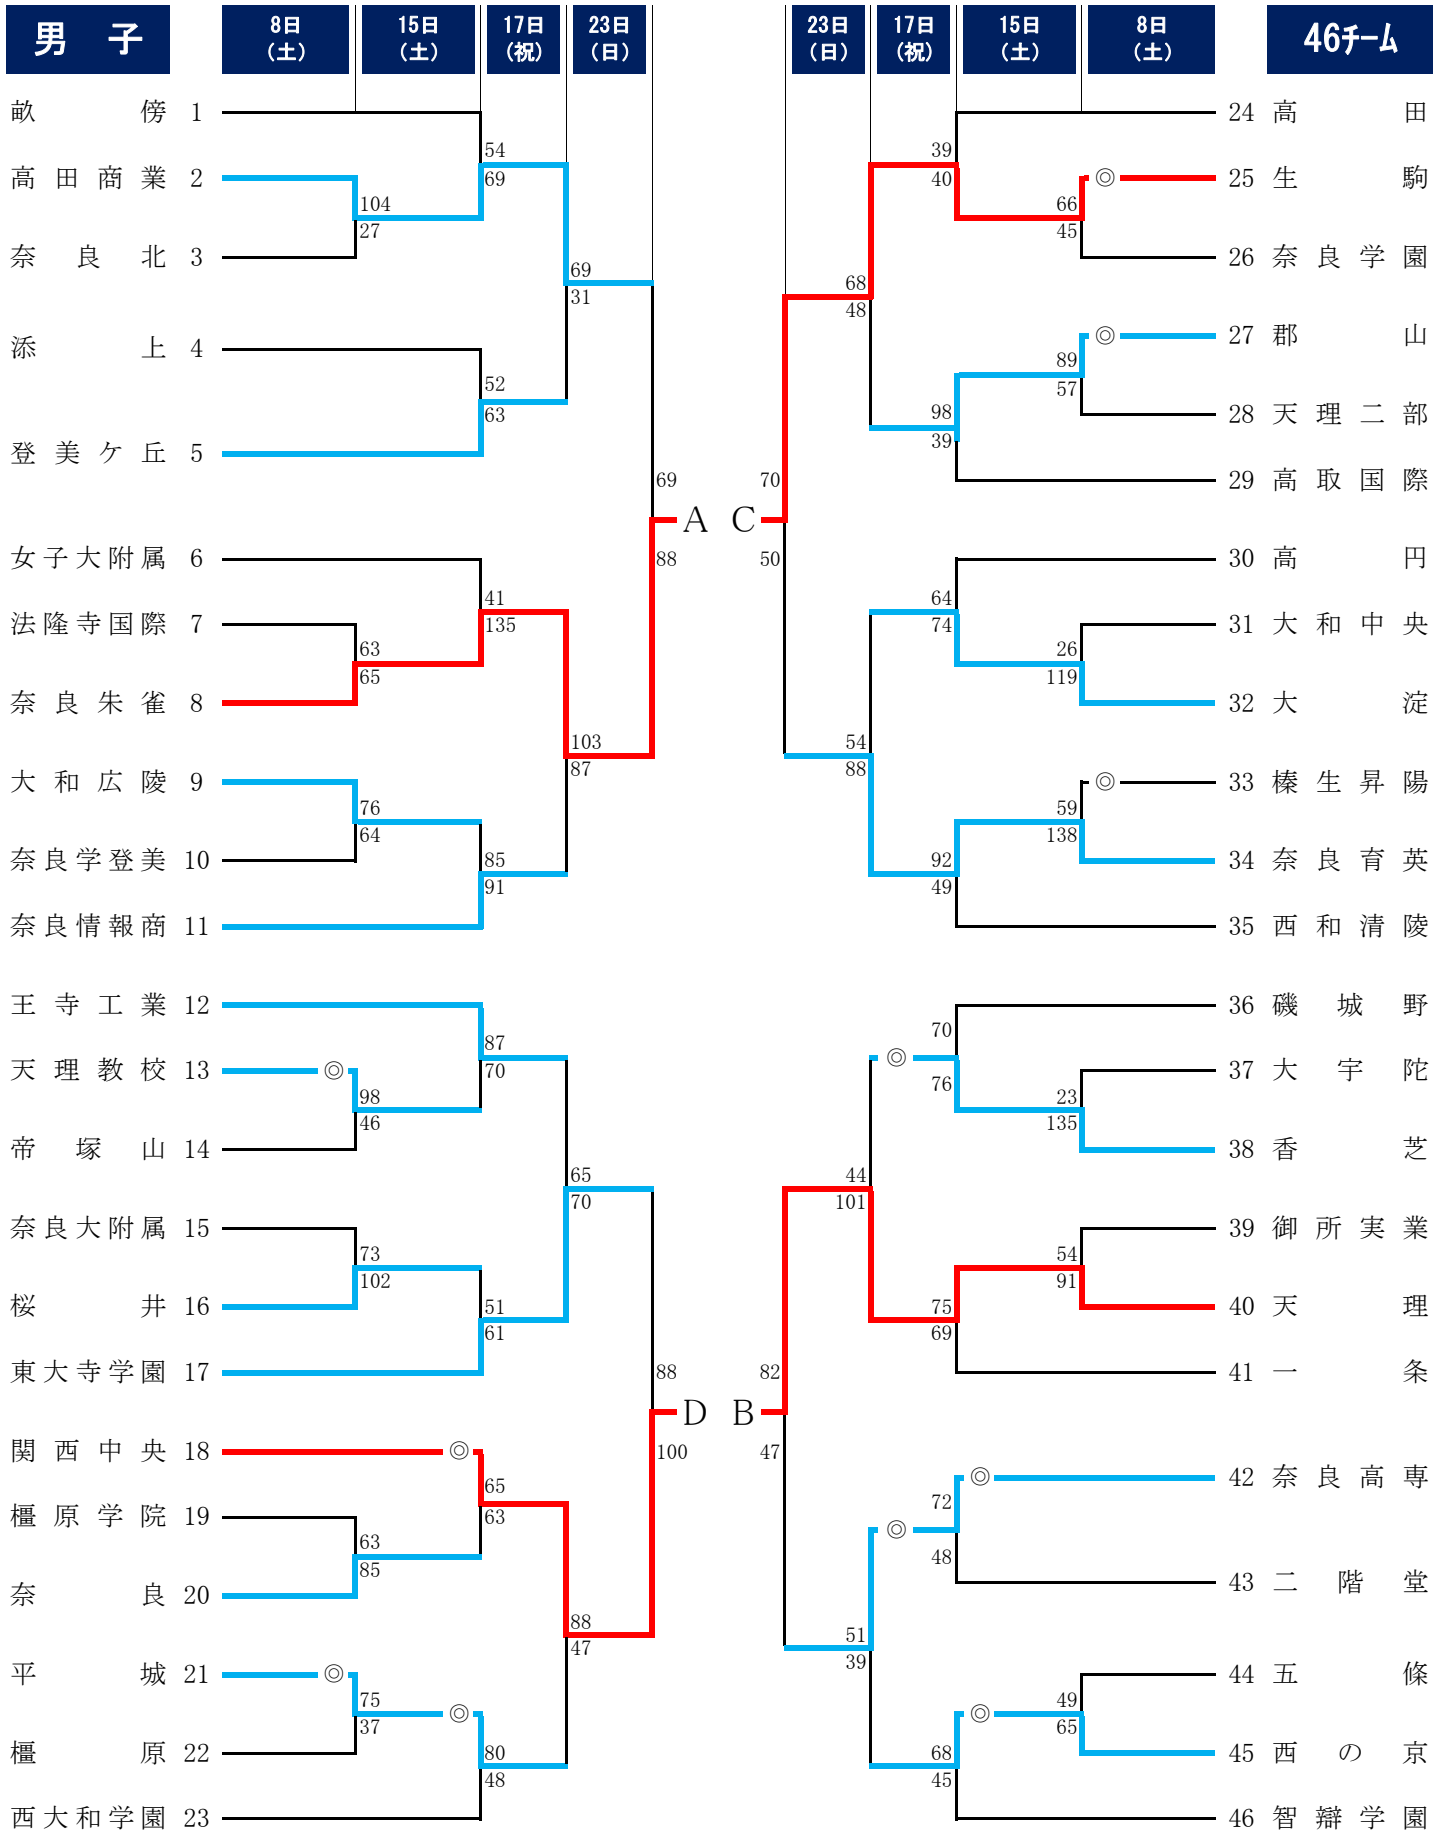 男 子
8日
（土）
15日
（土）
17日
（祝）
23日
（日）
23日
（日）
17日
（祝）
15日
（土）
8日
（土）
46チーム
畝傍 1
高田商業 2
奈良北 3
添上 4
登美ケ丘 5
女子大附属 6
法隆寺国際 7
奈良朱雀 8
大和広陵 9
奈良学登美 10
奈良情報商 11
王寺工業 12
天理教校 13 ◎
帝塚山 14
奈良大附属 15
桜井 16
東大寺学園 17
関西中央 18 ◎
橿原学院 19
奈良 20
平城 21 ◎
◎
橿原 22
西大和学園 23
104
27
63
65
76
64
98
46
73
102
63
85
75
37
54
69
52
63
41
135
85
91
87
70
51
61
65
63
80
48
69
31
103
87
65
70
88
47
69
88
88
100
A C
D B
70
50
82
47
68
48
54
88
44
101
51
39
39
40
98
39
64
74
92
49
70
76
75
69
72
48
68
45
66
45
89
57
26
119
59
138
23
135
54
91
49
65
24 高田
◎ 25 生駒
26 奈良学園
◎ 27 郡山
28 天理二部
29 高取国際
30 高円
31 大和中央
32 大淀
◎ 33 榛生昇陽
34 奈良育英
35 西和清陵
36 磯城野
◎
37 大宇陀
38 香芝
39 御所実業
40 天理
41 一条
◎ 42 奈良高専
◎
43 二階堂
44 五條
◎
45 西の京
46 智辯学園